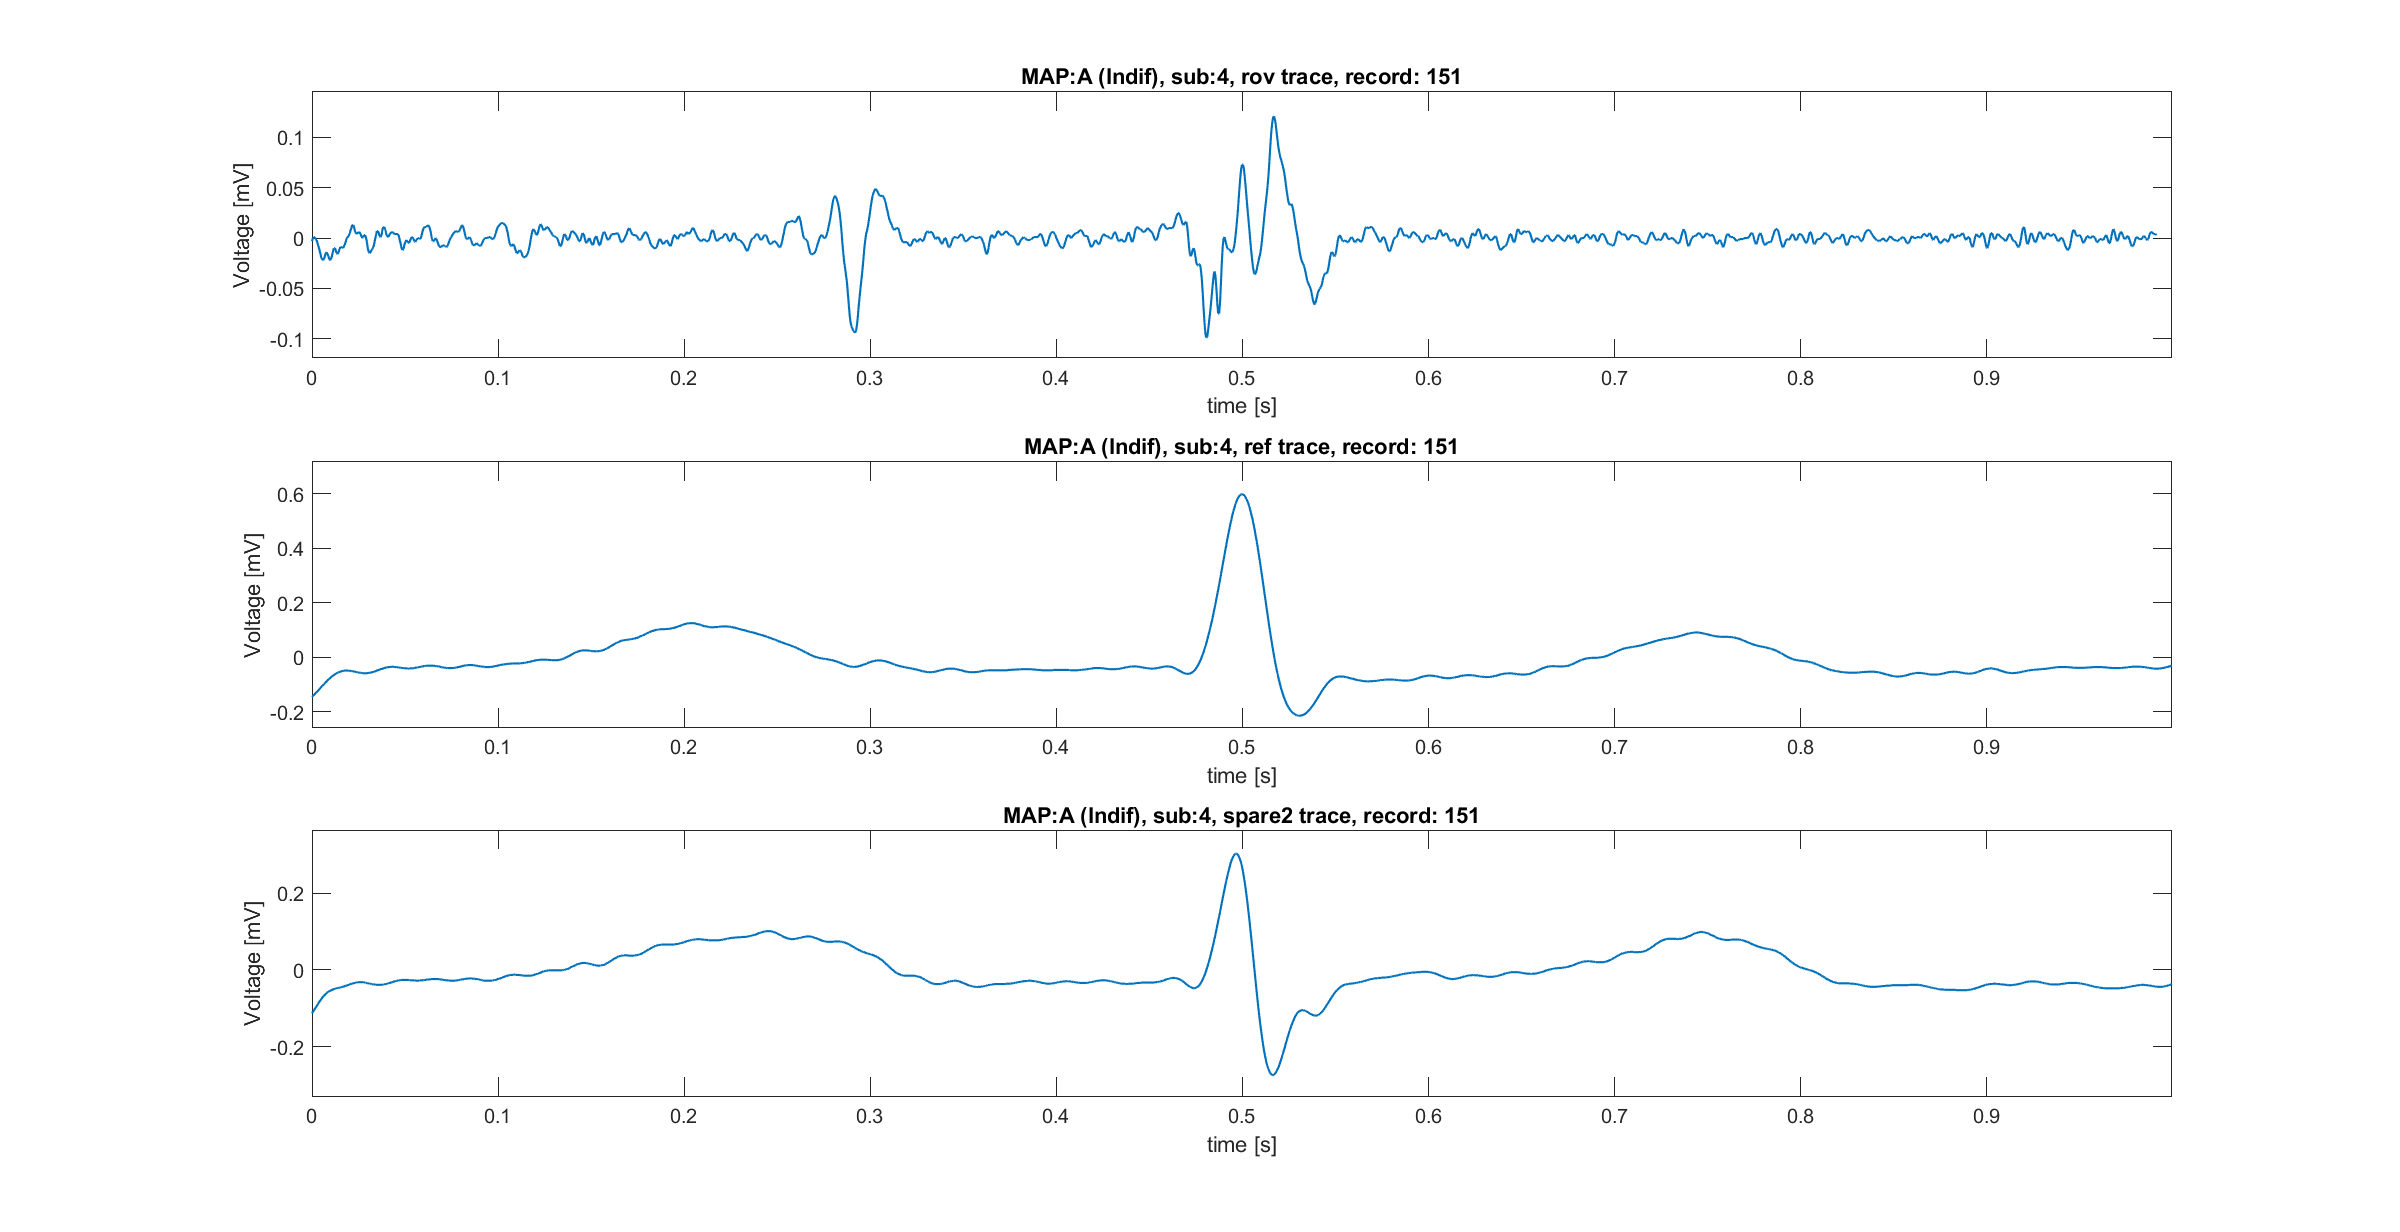 MAP:A (Indif), sub:4, rov trace, record: 151
Voltage [mV]
0.1
0.05
0
-0.05
-0.1
0 0.1 0.2 0.3 0.4 0.5 0.6 0.7 0.8 0.9
time [s]
MAP:A (Indif), sub:4, ref trace, record: 151
Voltage [mV]
0.6
0.4
0.2
0
-0.2
0 0.1 0.2 0.3 0.4 0.5 0.6 0.7 0.8 0.9
time [s]
MAP:A (Indif), sub:4, spare2 trace, record: 151
Voltage [mV]
0.2
0
-0.2
0 0.1 0.2 0.3 0.4 0.5 0.6 0.7 0.8 0.9
time [s]